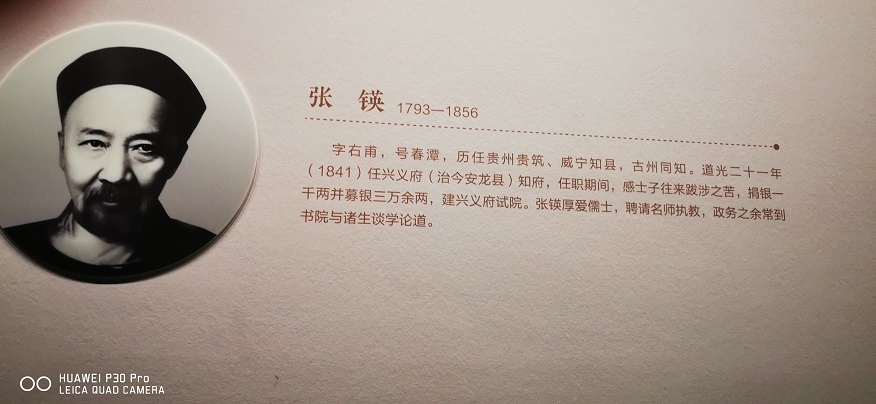 张 锳 1793—1856
字右甫，号春潭，历任贵州贵筑、威宁知县，古州同知。道光二十一年
（1841）任兴义府（治今安龙县）知府，任职期间，感士子往来跋涉之苦，捐银一
千两并募银三万余两，建兴义府试院。张锳厚爱儒士，聘请名师执教，政务之余常到
书院与诸生谈学论道。
HUAWEI P30 Pro
LEICA QUAD CAMERA